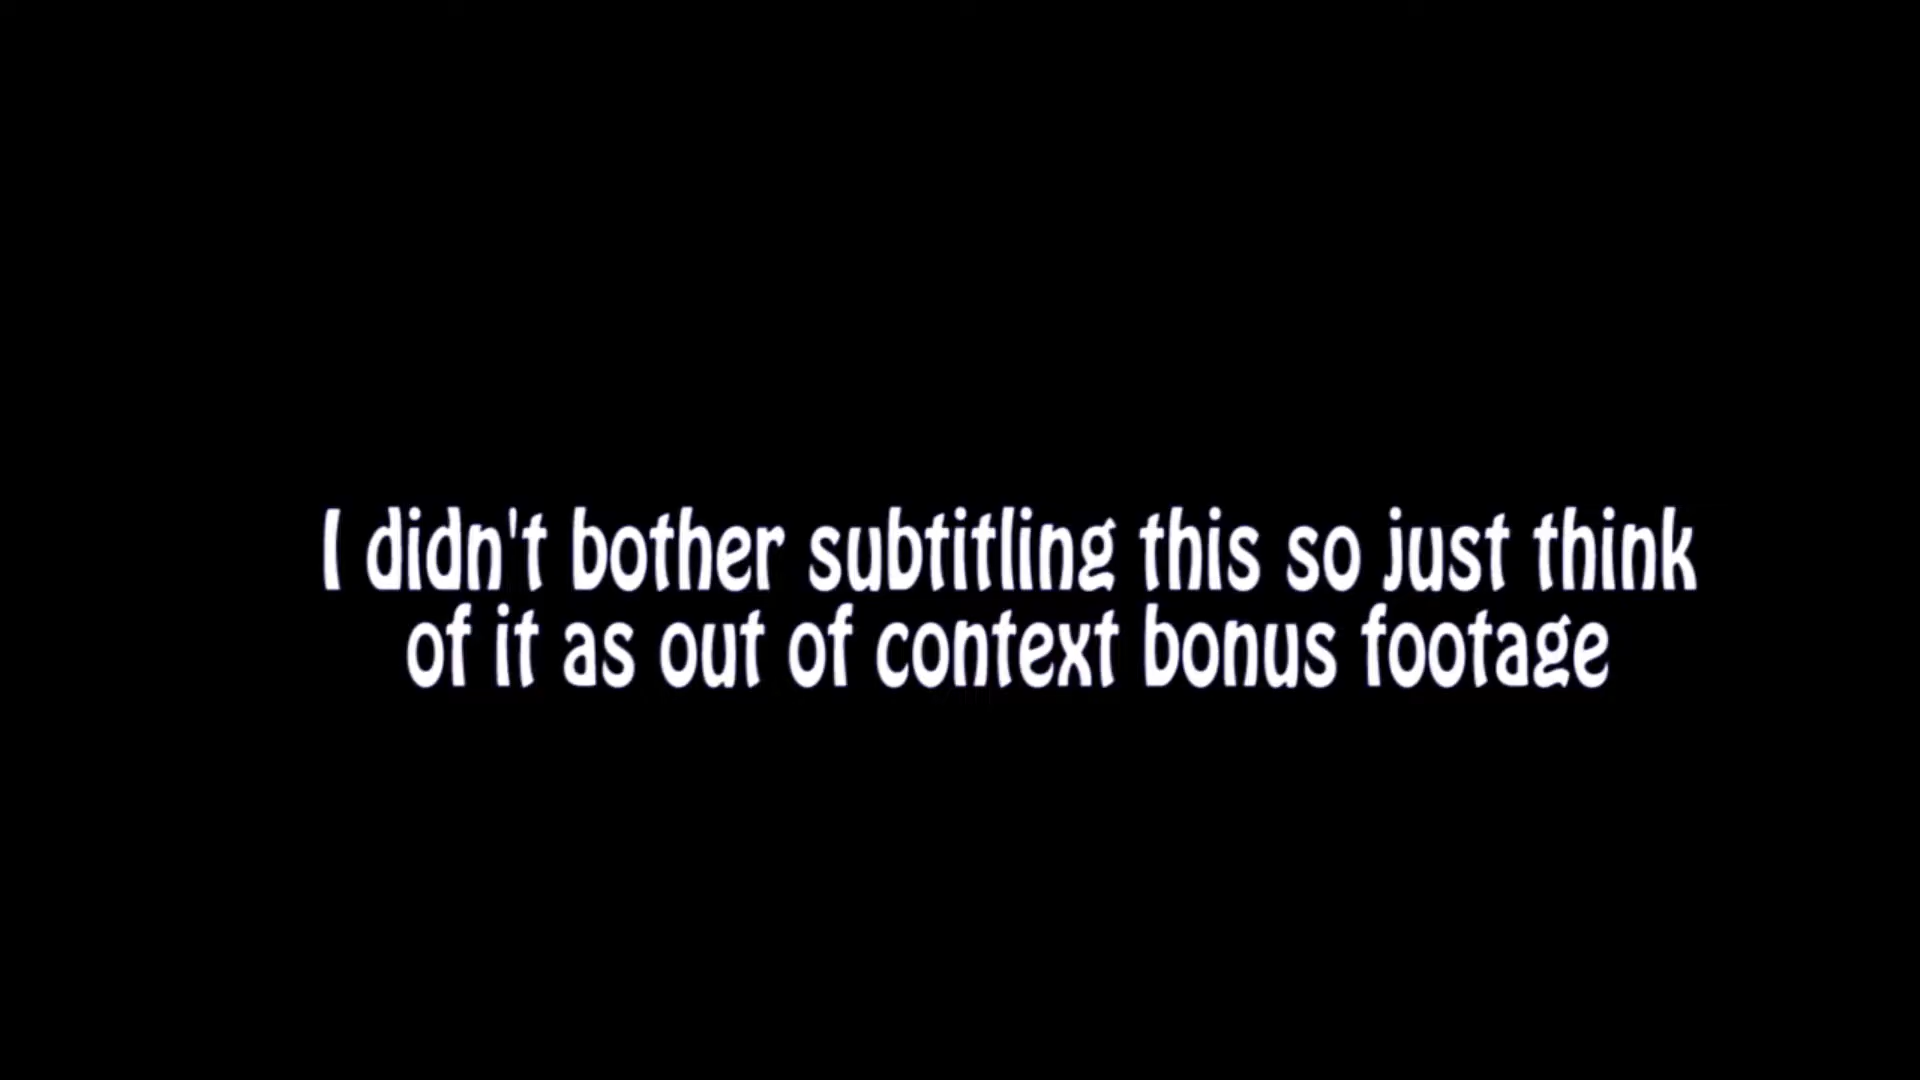 I didn't bother subtitling this so just think
of it as out of context bonus footage